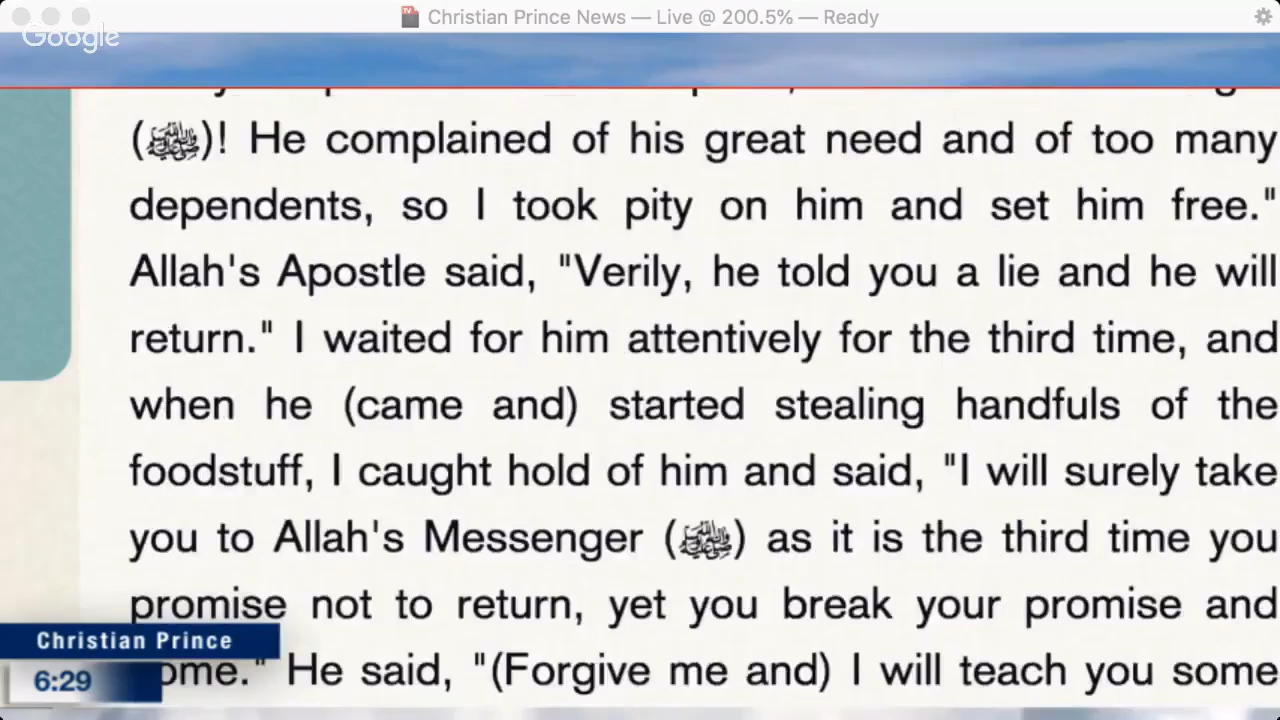 Christian Prince News — Live @ 200.5% — Ready
Google
(ﷺ)! He complained of his great need and of too many
dependents, so I took pity on him and set him free."
Allah's Apostle said, "Verily, he told you a lie and he will
return." I waited for him attentively for the third time, and
when he (came and) started stealing handfuls of the
foodstuff, I caught hold of him and said, "I will surely take
you to Allah's Messenger (ﷺ) as it is the third time you
promise not to return, yet you break your promise and
ome." He said, "(Forgive me and) I will teach you some
Christian Prince
6:29